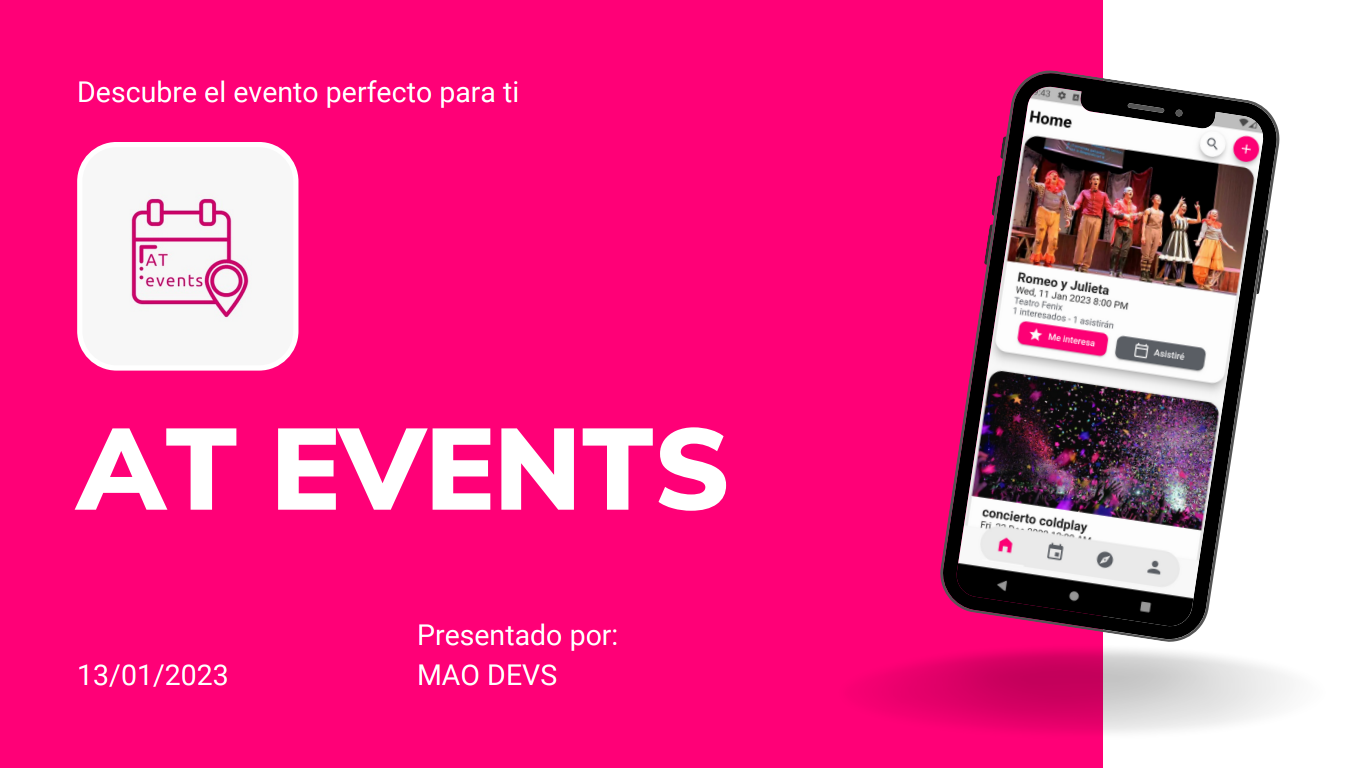 Descubre el evento perfecto para ti
AT
events
AT EVENTS
Presentado por:
13/01/2023
MAO DEVS
Home
Romeo y Julieta
Wed, 11 Jan 2023 8:00 PM
Teatro Fenix
1 interesados - 1 asistirán
Me interesa
Asistiré
concierto coldplay